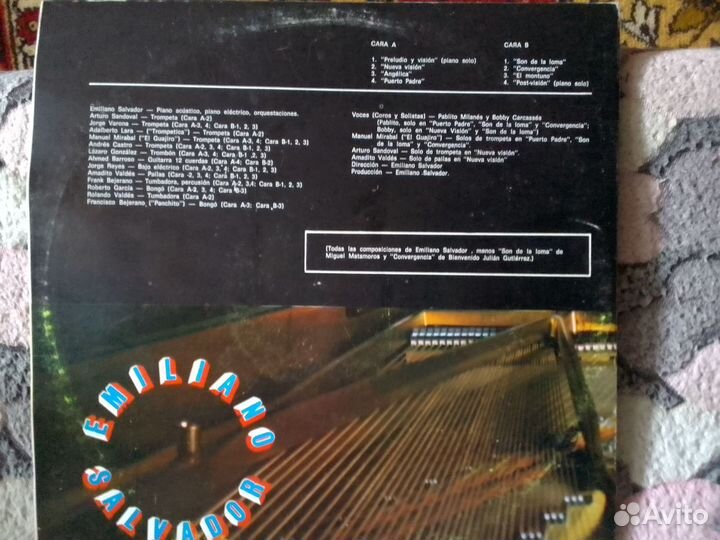 CARA A
1. "Preludio y visión" (piano solo)
2. "Nueva visión"
3. "Angélica"
4. "Puerto Padre"
CARA B
1. "Son de la loma"
2. "Convergencia"
3. "El montuno"
4. "Post-visión" (piano solo)
Emiliano Salvador — Piano acústico, piano eléctrico, orquestaciones.
Arturo Sandoval — Trompeta (Cara A-2)
Jorge Varona — Trompeta (Cara A-3, 4; Cara B-1, 2, 3)
Adalberto Lara — ("Trompetica") — Trompeta (Cara A-2)
Manuel Mirabal ("El Guajiro") — Trompeta (Cara A-3, 4; Cara B-1, 2, 3)
Andrés Castro — Trompeta (Cara A-2, 3, 4; Cara B-1, 2, 3)
Lázaro González — Trombón (Cara A-3, 4; Cara B-1, 2, 3)
Ahmed Barroso — Guitarra 12 cuerdas (Cara A-4; Cara B-2)
Jorge Reyes — Bajo eléctrico (Cara A-2, 3, 4; Cara B-1, 2, 3)
Amadito Valdés — Pailas (Cara -2, 3, 4; Cara B-1, 2, 3)
Frank Bejerano — Tumbadora, percusión (Cara A-2, 3,4; Cara B-1, 2, 3)
Roberto García — Bongó (Cara A-2, 3, 4; Cara B-3)
Rolando Valdés — Tumbadora (Cara A-2)
Francisco Bejerano ("Panchito") — Bongó (Cara A-3; Cara B-3)
Voces (Coros y Solistas) — Pablito Milanés y Bobby Carcassés
(Pablito, solo en "Puerto Padre", "Son de la loma" y "Convergencia";
Bobby, solo en "Nueva Visión" y "Son de la loma")
Manuel Mirabal ("El Guajiro") — Solos de trompeta en "Puerto Padre", "Son
de la loma" y "Convergencia".
Arturo Sandoval — Solo de trompeta en "Nueva visión".
Amadito Valdés — Solo de pailas en "Nueva visión"
Dirección — Emiliano Salvador
Producción — Emiliano Salvador.
(Todas las composiciones de Emiliano Salvador , menos "Son de la loma" de
Miguel Matamoros y "Convergencia" de Bienvenido Julián Gutiérrez.)
EMILIANO
SALVADOR
Avito